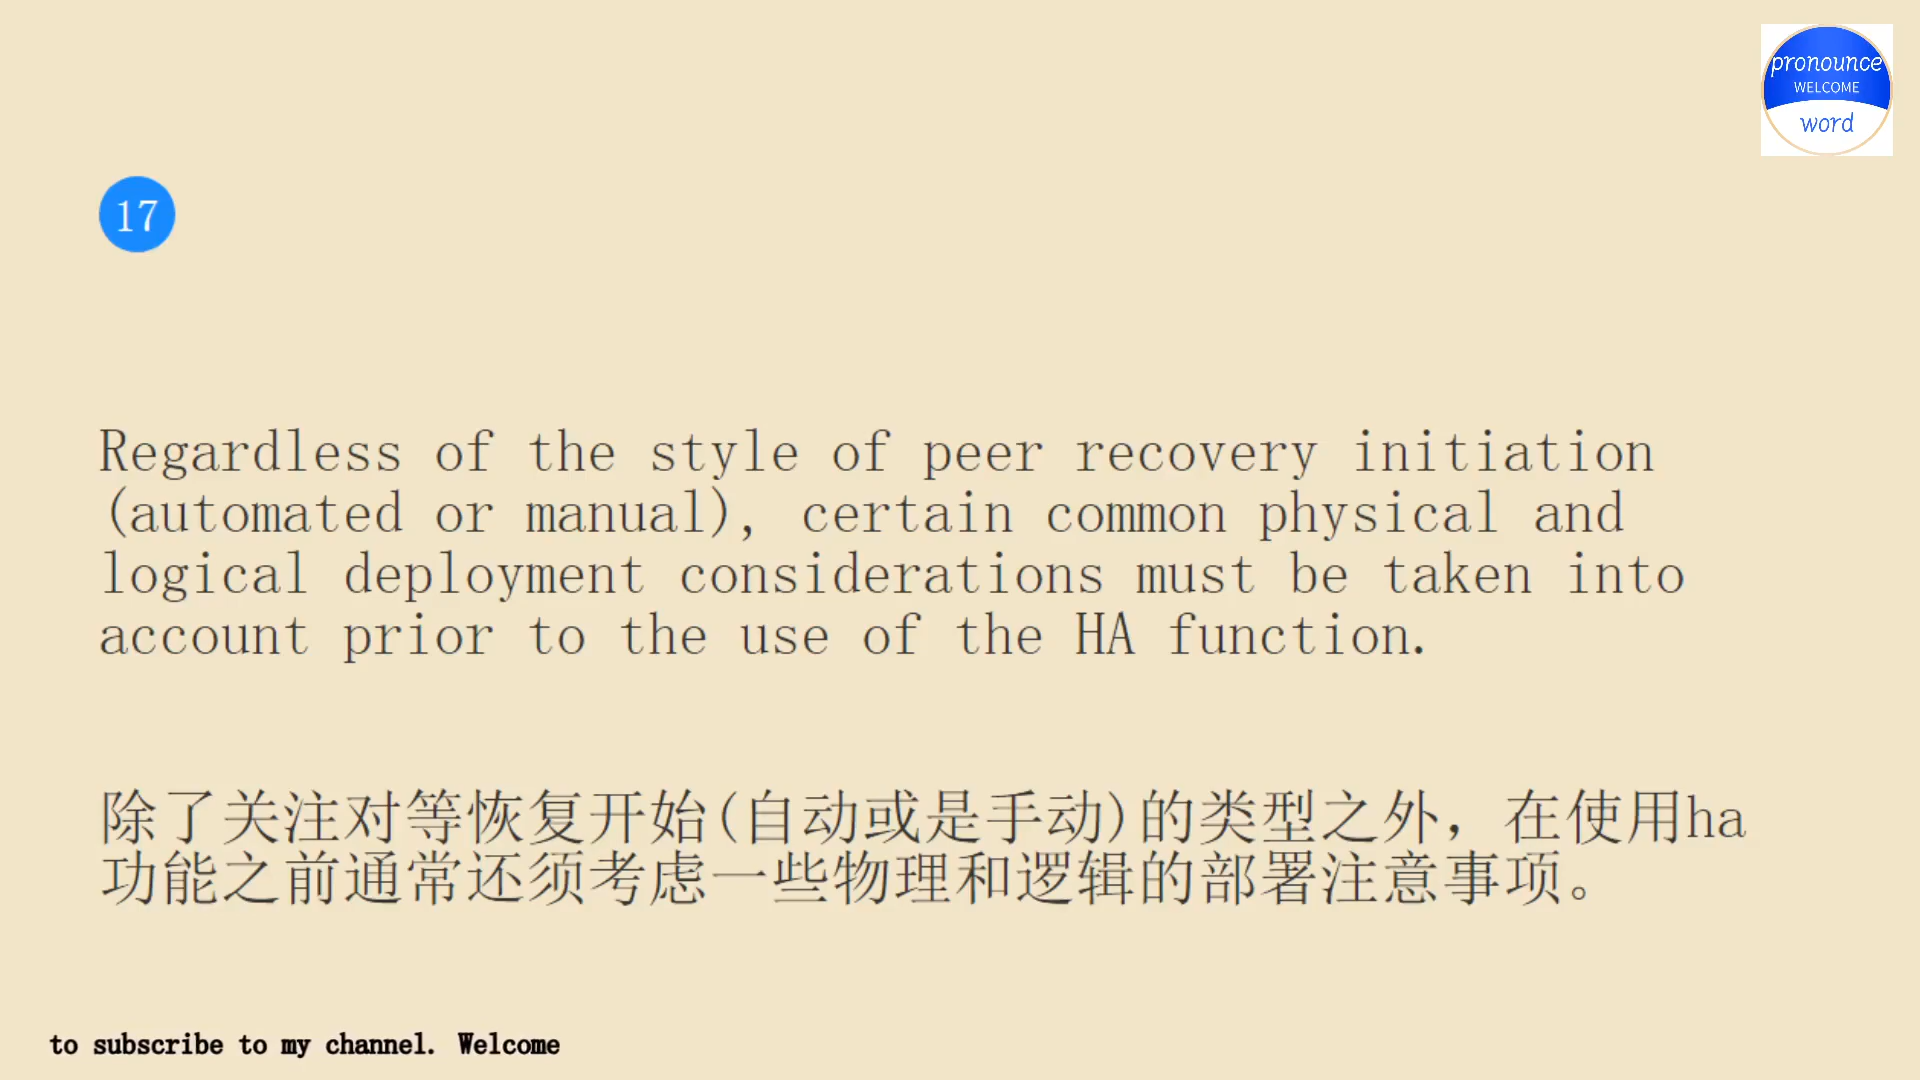 pronounce
WELCOME
word
17
Regardless of the style of peer recovery initiation
(automated or manual), certain common physical and
logical deployment considerations must be taken into
account prior to the use of the HA function.
除了关注对等恢复开始(自动或是手动)的类型之外，在使用ha
功能之前通常还须考虑一些物理和逻辑的部署注意事项。
to subscribe to my channel. Welcome